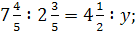 7 4/5 : 2 3/5 = 4 1/2 : y;